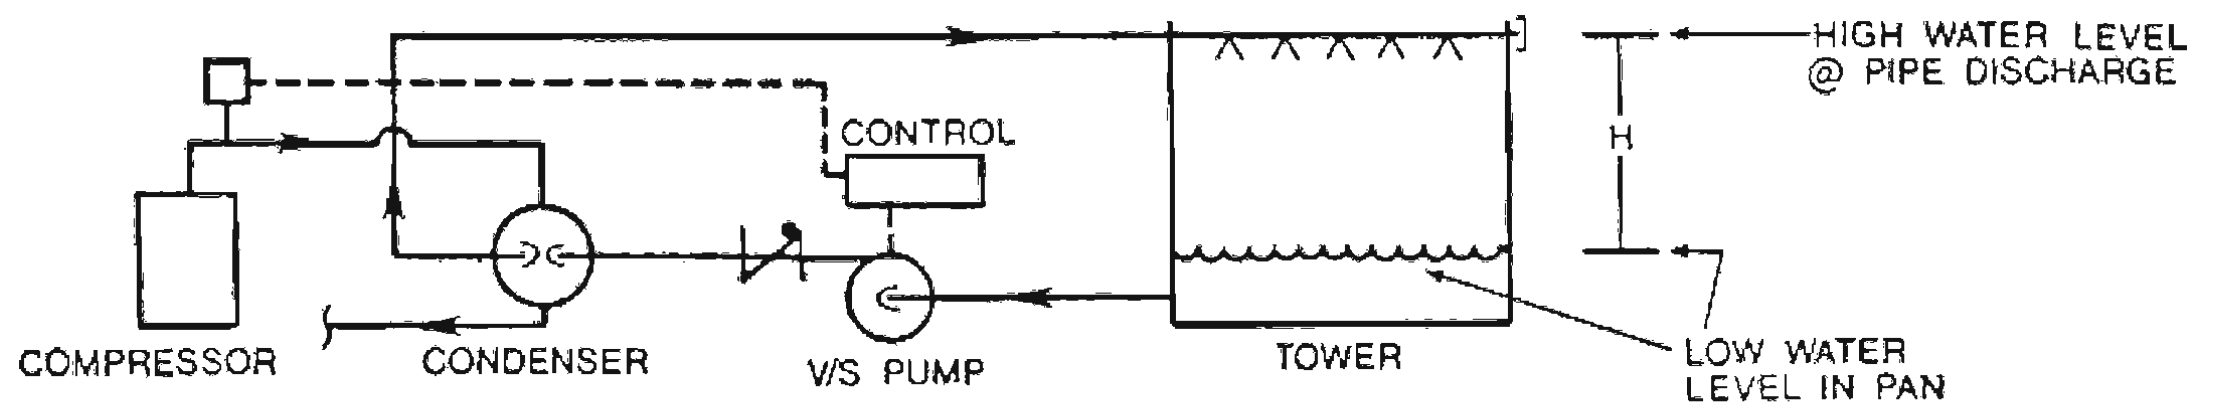 HIGH WATER LEVEL
@ PIPE DISCHARGE
CONTROL
H
COMPRESSOR
CONDENSER
V/S PUMP
TOWER
LOW WATER
LEVEL IN PAN